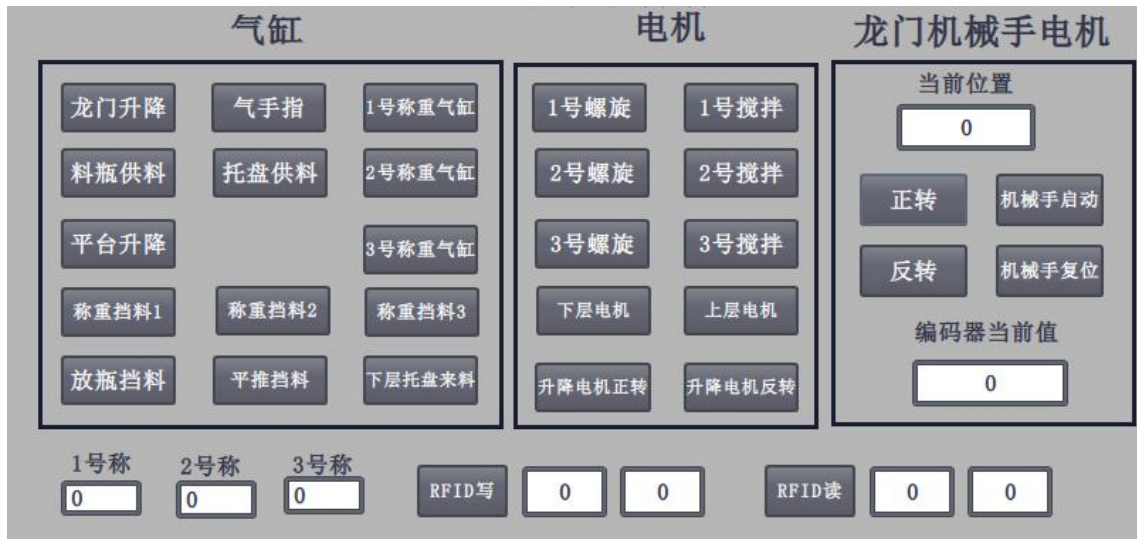 气缸 电机 龙门机械手电机
当前位置
龙门升降 气手指 1号称重气缸 1号螺旋 1号搅拌 0
料瓶供料 托盘供料 2号称重气缸 2号螺旋 2号搅拌
正转 机械手启动
平台升降 3号称重气缸 3号螺旋 3号搅拌
反转 机械手复位
称重挡料1 称重挡料2 称重挡料3 下层电机 上层电机
编码器当前值
放瓶挡料 平推挡料 下层托盘来料 升降电机正转 升降电机反转 0
1号称 2号称 3号称
0 0 0 RFID写 0 0 RFID读 0 0